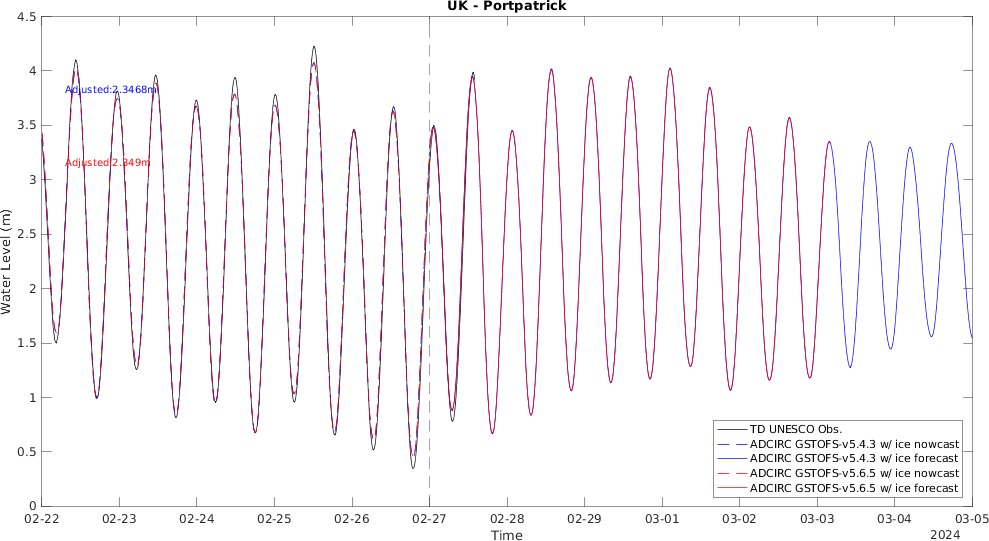 UK - Portpatrick
4.5
4
3.5
3
2.5
2
1.5
1
0.5
0
Water Level (m)
Adjusted:2.3468m
Adjusted:2.349m
TD UNESCO Obs.
ADCIRC GSTOFS-v5.4.3 w/ ice nowcast
ADCIRC GSTOFS-v5.4.3 w/ ice forecast
ADCIRC GSTOFS-v5.6.5 w/ ice nowcast
ADCIRC GSTOFS-v5.6.5 w/ ice forecast
02-22 02-23 02-24 02-25 02-26 02-27 02-28 02-29 03-01 03-02 03-03 03-04 03-05
Time
2024